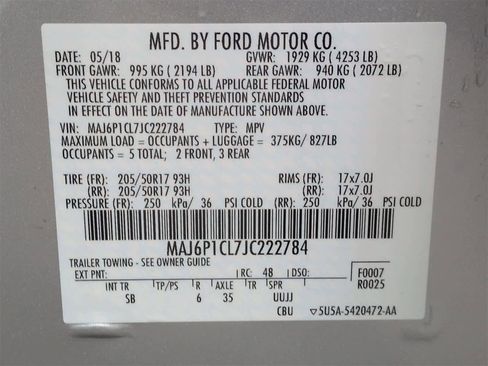 MFD. BY FORD MOTOR CO.
DATE: 05/18 GVWR: 1929 KG ( 4253 LB)
FRONT GAWR: 995 KG ( 2194 LB) REAR GAWR: 940 KG ( 2072 LB)
THIS VEHICLE CONFORMS TO ALL APPLICABLE FEDERAL MOTOR
VEHICLE SAFETY AND THEFT PREVENTION STANDARDS
IN EFFECT ON THE DATE OF MANUFACTURE SHOWN ABOVE.
VIN: MAJ6P1CL7JC222784 TYPE: MPV
MAXIMUM LOAD = OCCUPANTS + LUGGAGE = 375KG/ 827LB
OCCUPANTS = 5 TOTAL; 2 FRONT, 3 REAR
TIRE (FR): 205/50R17 93H RIMS (FR): 17x7.0J
(RR): 205/50R17 93H (RR): 17x7.0J
PRESSURE (FR): 250 kPa/ 36 PSI COLD (RR): 250 kPa/ 36 PSI COLD
MAJ6P1CL7JC222784
TRAILER TOWING - SEE OWNER GUIDE
EXT PNT: RC: 48 DSO: F0007
R0025
INT TR TP/PS R AXLE TR SPR
SB 6 35 UUJJ
CBU ▽5U5A-5420472-AA